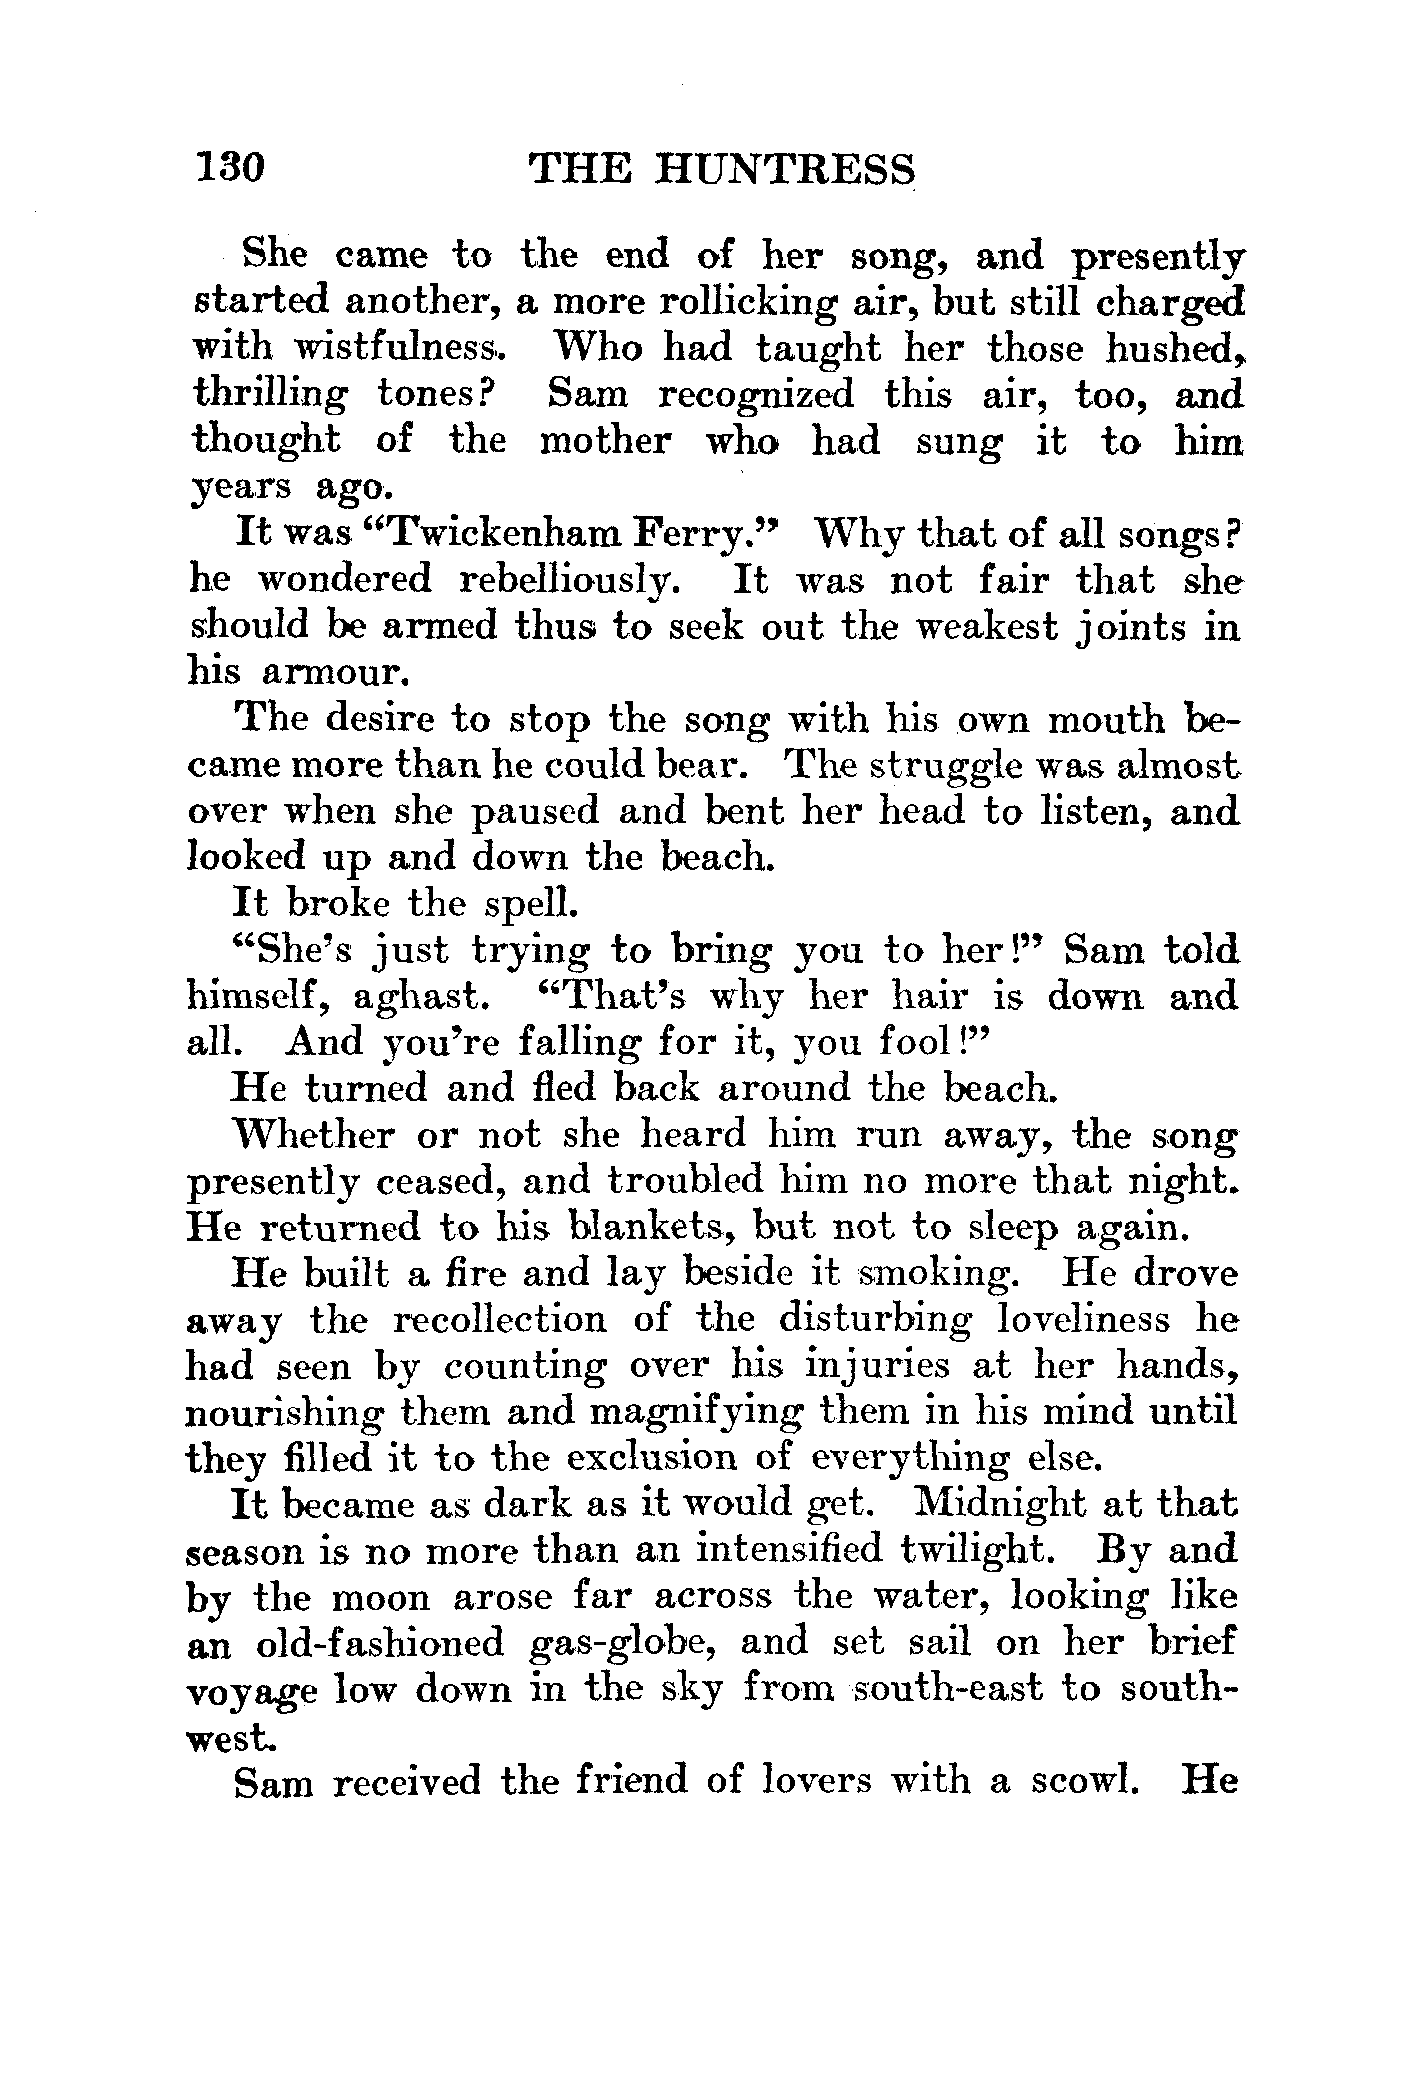 130 THE HUNTRESS
She came to the end of her song, and presently
started another, a more rollicking air, but still charged
with wistfulness. Who had taught her those hushed,
thrilling tones? Sam recognized this air, too, and
thought of the mother who had sung it to him
years ago.
It was “Twickenham Ferry.” Why that of all songs?
he wondered rebelliously. It was not fair that she
should be armed thus to seek out the weakest joints in
his armour.
The desire to stop the song with his own mouth be-
came more than he could bear. The struggle was almost
over when she paused and bent her head to listen, and
looked up and down the beach.
It broke the spell.
“She’s just trying to bring you to her!” Sam told
himself, aghast. “That’s why her hair is down and
all. And you’re falling for it, you fool!”
He turned and fled back around the beach.
Whether or not she heard him run away, the song
presently ceased, and troubled him no more that night.
He returned to his blankets, but not to sleep again.
He built a fire and lay beside it smoking. He drove
away the recollection of the disturbing loveliness he
had seen by counting over his injuries at her hands,
nourishing them and magnifying them in his mind until
they filled it to the exclusion of everything else.
It became as dark as it would get. Midnight at that
season is no more than an intensified twilight. By and
by the moon arose far across the water, looking like
an old-fashioned gas-globe, and set sail on her brief
voyage low down in the sky from south-east to south-
west.
Sam received the friend of lovers with a scowl. He